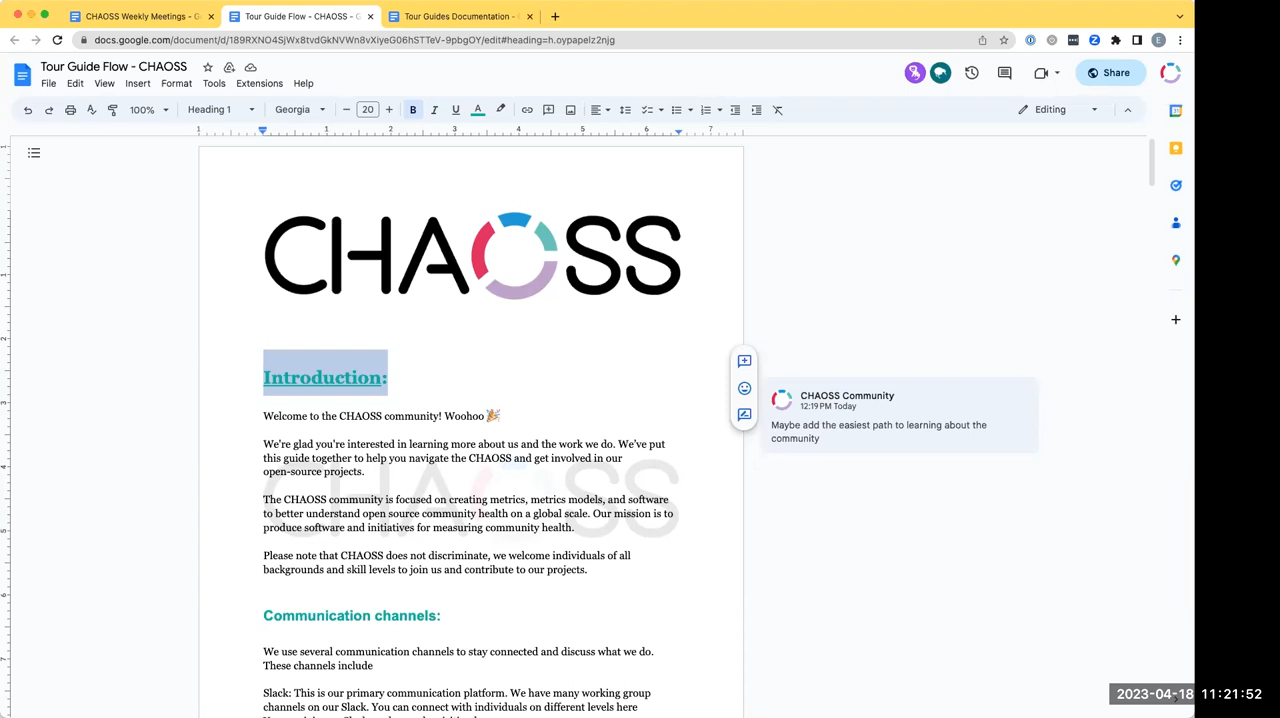 CHAOSS Weekly Meetings - G
Tour Guide Flow - CHAOSS - G
Tour Guides Documentation -
docs.google.com/document/d/189RXNO4SjWx8tvdGkNVWn8vXiyeG06hSTTeV-9pbgOY/edit#heading=h.oypapelz2njg
E
Tour Guide Flow - CHAOSS
File Edit View Insert Format Tools Extensions Help
Share
100% Heading 1 Georgia 20 B I U A Editing
1 1 2 3 4 5 6 7
CHAOSS
Introduction:
Welcome to the CHAOSS community! Woohoo 🎉
We're glad you're interested in learning more about us and the work we do. We've put
this guide together to help you navigate the CHAOSS and get involved in our
open-source projects.
CHAOSS
The CHAOSS community is focused on creating metrics, metrics models, and software
to better understand open source community health on a global scale. Our mission is to
produce software and initiatives for measuring community health.
Please note that CHAOSS does not discriminate, we welcome individuals of all
backgrounds and skill levels to join us and contribute to our projects.
Communication channels:
We use several communication channels to stay connected and discuss what we do.
These channels include
Slack: This is our primary communication platform. We have many working group
channels on our Slack. You can connect with individuals on different levels here
CHAOSS Community
12:19 PM Today
Maybe add the easiest path to learning about the
community
2023-04-18 11:21:52